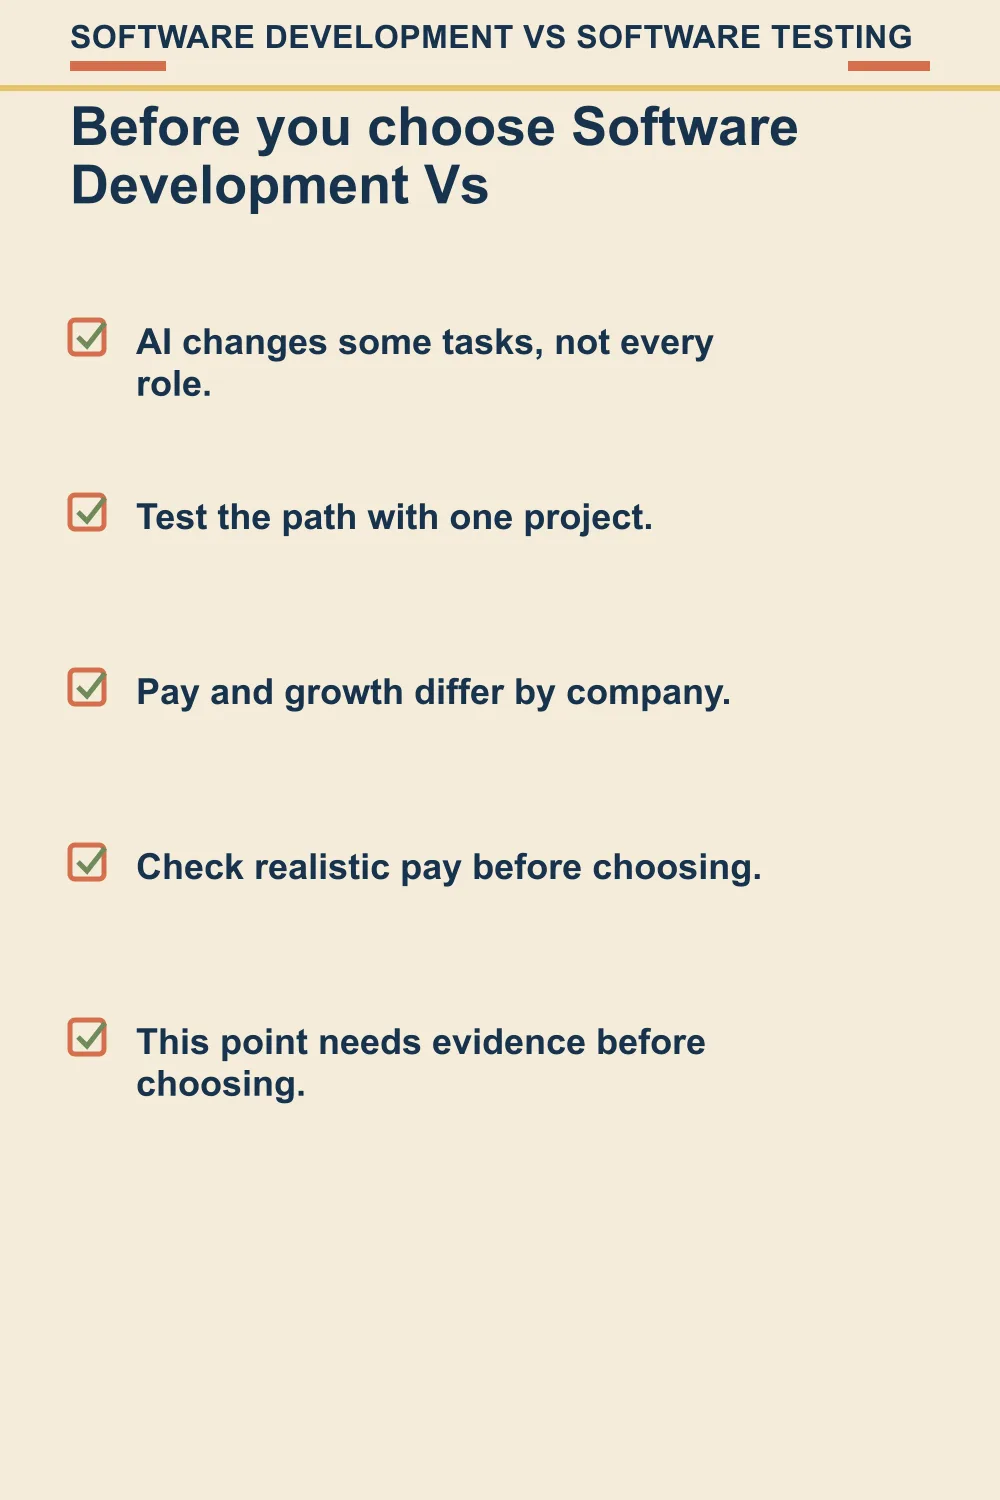 SOFTWARE DEVELOPMENT VS SOFTWARE TESTING
Before you choose Software
Development Vs
AI changes some tasks, not every
role.
Test the path with one project.
Pay and growth differ by company.
Check realistic pay before choosing.
This point needs evidence before
choosing.